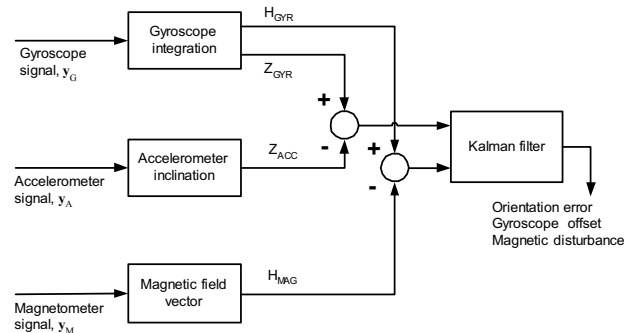 H_GYR
Gyroscope
integration
Gyroscope
signal, y_G
Z_GYR
+
-
Accelerometer
inclination
Z_ACC
Accelerometer
signal, y_A
+
-
Kalman filter
Orientation error
Gyroscope offset
Magnetic disturbance
Magnetic field
vector
H_MAG
Magnetometer
signal, y_M